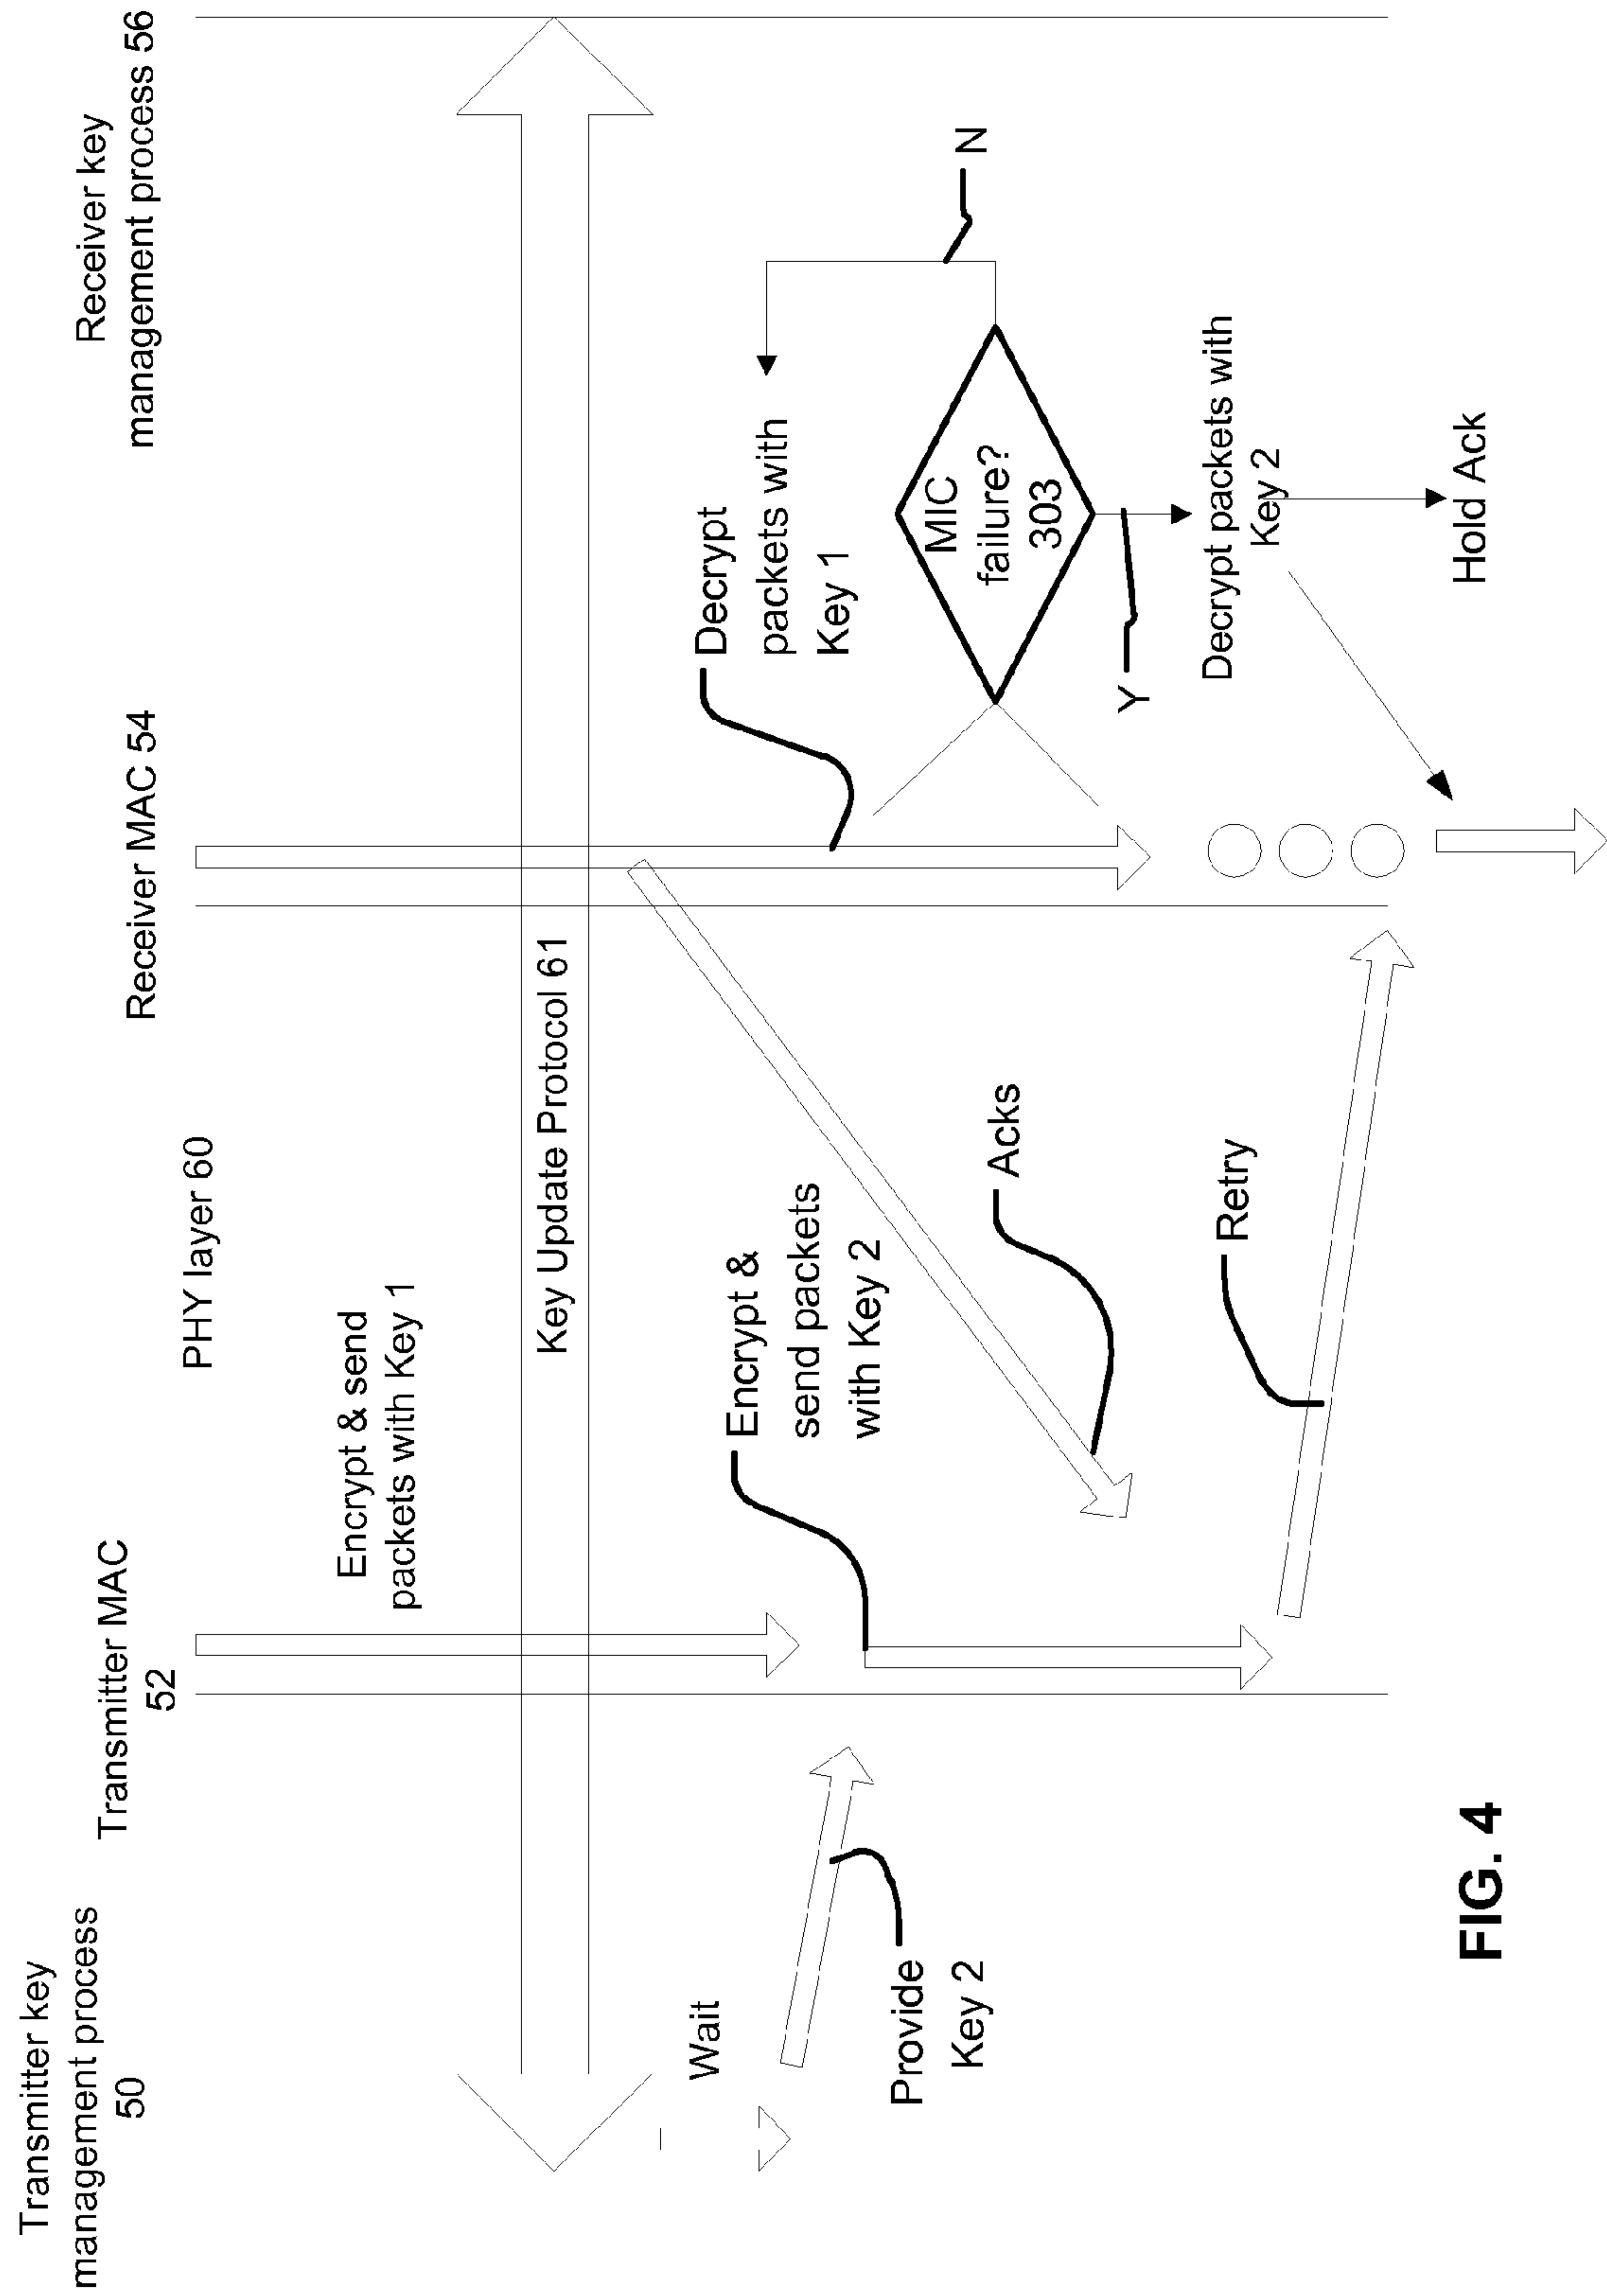 Transmitter key
management process
50
Transmitter MAC
52
PHY layer 60
Receiver MAC 54
Receiver key
management process 56
Encrypt & send
packets with Key 1
Key Update Protocol 61
Wait
Provide
Key 2
Encrypt &
send packets
with Key 2
Acks
Retry
Decrypt
packets with
Key 1
MIC
failure?
303
N
Y
Decrypt packets with
Key 2
Hold Ack
FIG. 4